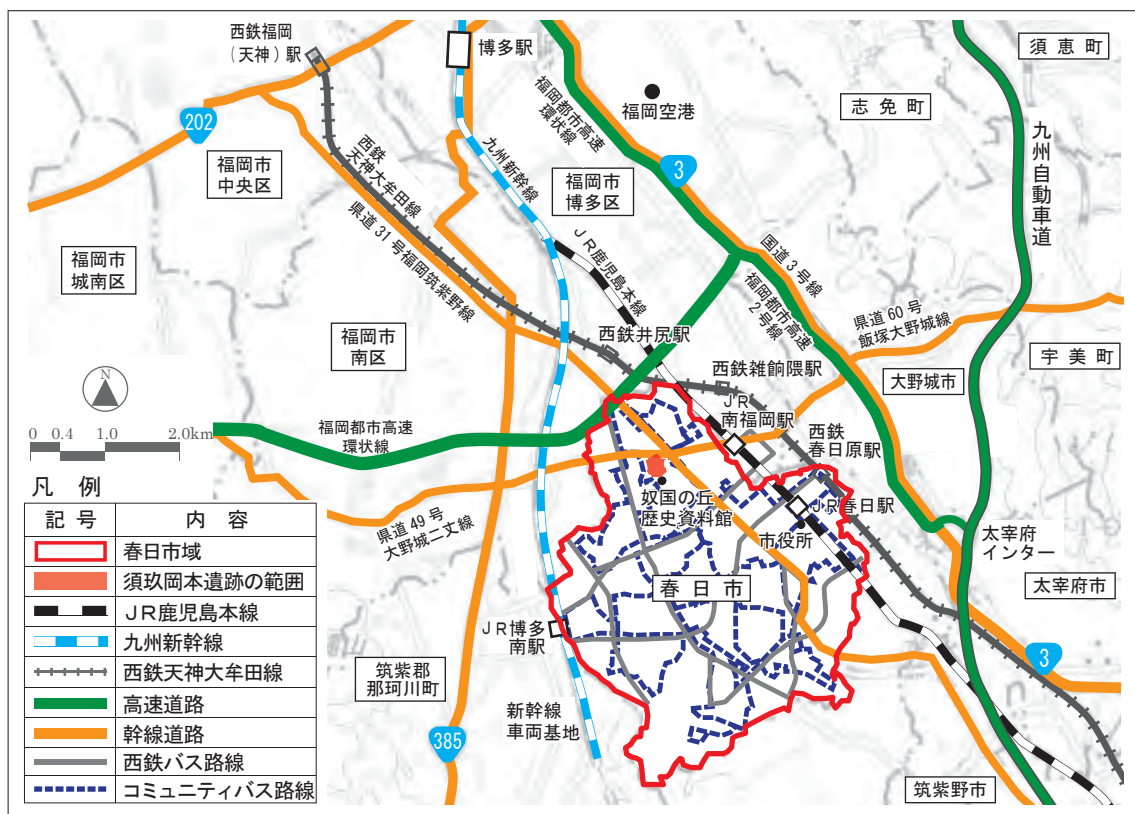 西鉄福岡
(天神)駅
博多駅
須恵町
202
福岡市
中央区
西鉄
天神大牟田線
県道31号福岡筑紫野線
九州新幹線
福岡都市高速
環状線
福岡空港
志免町
九州自動車道
3
福岡市
博多区
福岡市
城南区
JR鹿児島本線
国道3号線
福岡都市高速
2号線
県道60号
飯塚大野城線
福岡市
南区
西鉄井尻駅
宇美町
西鉄雑餉隈駅
大野城市
N
JR
南福岡駅
0 0.4 1.0 2.0km
福岡都市高速
環状線
西鉄
春日原駅
凡 例
記号 内容
春日市域
須玖岡本遺跡の範囲
JR鹿児島本線
九州新幹線
西鉄天神大牟田線
高速道路
幹線道路
西鉄バス路線
コミュニティバス路線
県道49号
大野城二丈線
奴国の丘
歴史資料館
JR春日駅
市役所
太宰府
インター
春日市
太宰府市
JR博多
南駅
筑紫郡
那珂川町
3
新幹線
車両基地
385
筑紫野市